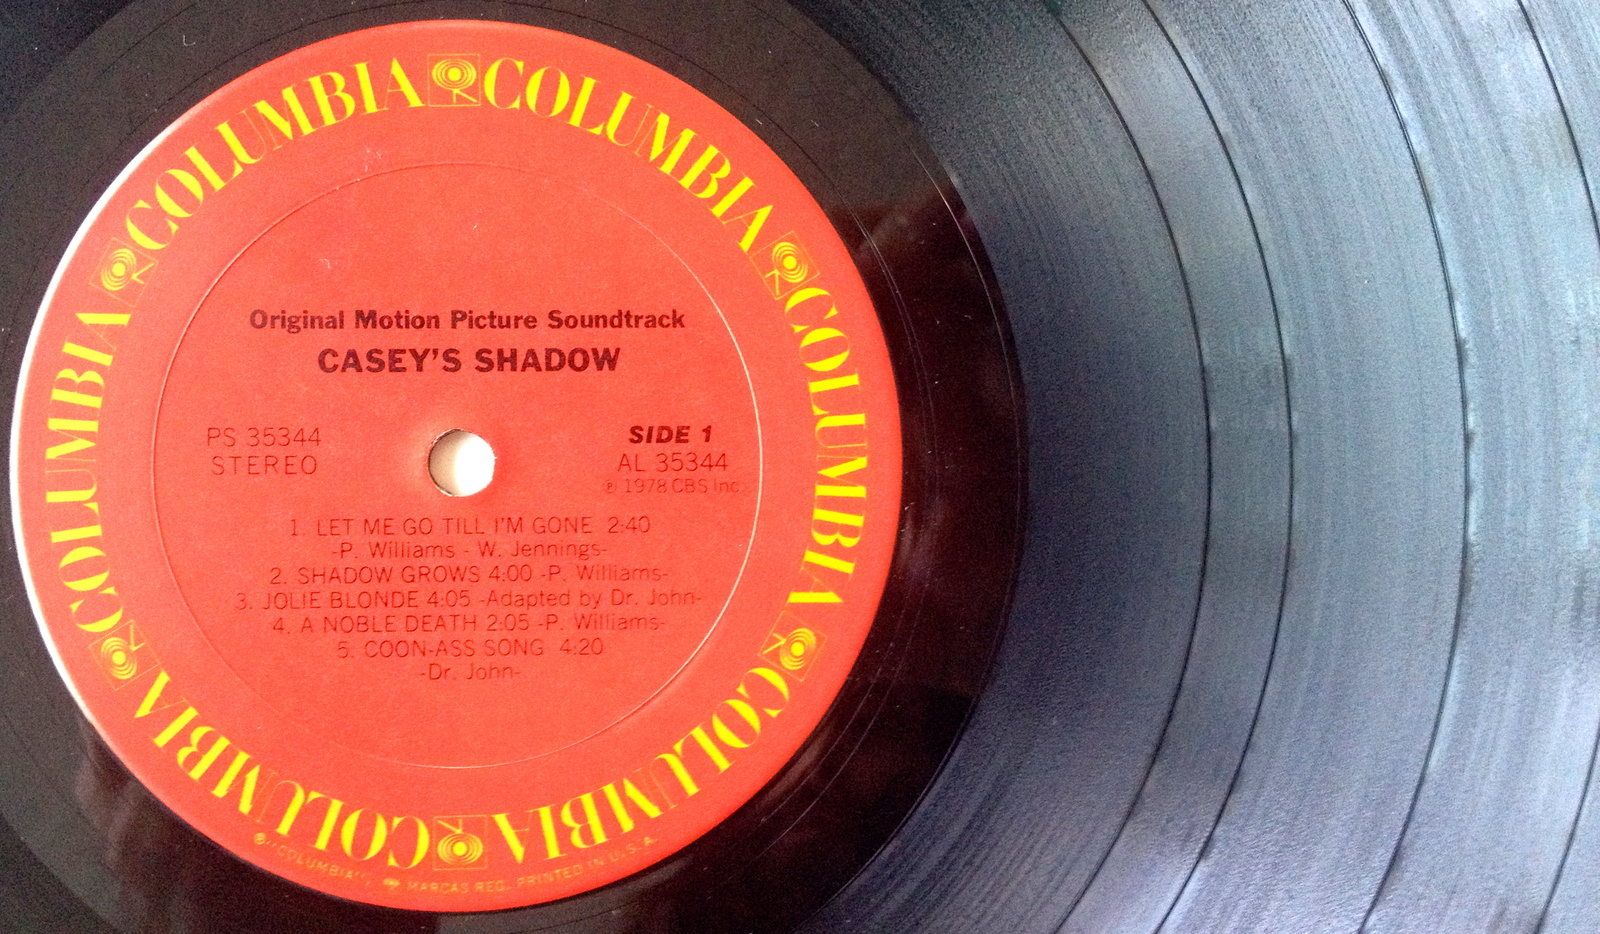 COLUMBIA COLUMBIA COLUMBIA COLUMBIA COLUMBIA COLUMBIA
Original Motion Picture Soundtrack
CASEY'S SHADOW
PS 35344
STEREO
SIDE 1
AL 35344
℗ 1978 CBS Inc.
1. LET ME GO TILL I'M GONE 2:40
-P. Williams - W. Jennings-
2. SHADOW GROWS 4:00 -P. Williams-
3. JOLIE BLONDE 4:05 -Adapted by Dr. John-
4. A NOBLE DEATH 2:05 -P. Williams-
5. COON-ASS SONG 4:20
-Dr. John-
® "COLUMBIA", MARCAS REG. PRINTED IN U.S.A.